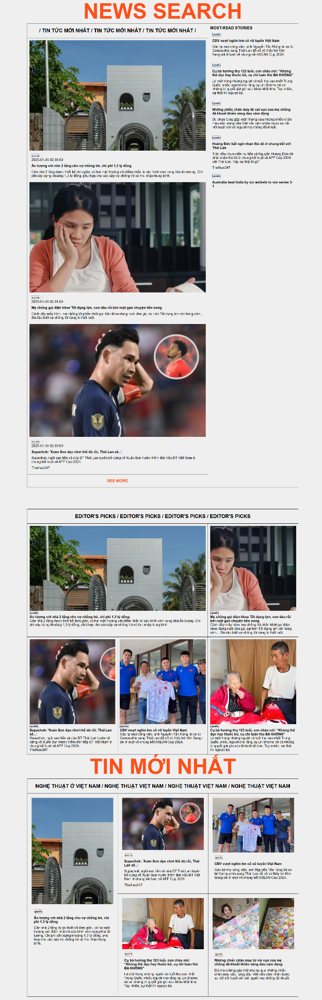 NEWS SEARCH
/ TIN TỨC MỚI NHẤT / TIN TỨC MỚI NHẤT / TIN TỨC MỚI NHẤT /
sports
2025-01-05 02:36:00
Ấn tượng với nhà 2 tầng cho vợ chồng trẻ, chi phí 1,3 tỷ đồng
Căn nhà 2 tầng được thiết kế đơn giản, có hai mặt thoáng với điểm nhấn là các hình vòm cong khá ấn tượng. Chi
phí xây dựng khoảng 1,3 tỷ đồng, phù hợp cho các cặp vợ chồng trẻ có thu nhập trung bình.
sports
2025-01-05 02:31:00
Mẹ chồng gọi điện khoe Tết đụng lợn, con dâu rối bời ruột gan chuyện tiền nong
Cách đây mấy hôm, mẹ chồng tôi phấn khởi gọi điện khoe đang nuôi đàn gà, dự tính Tết đụng lợn với hàng xóm...
Bà đâu biết vợ chồng tôi đang lo thắt ruột.
sports
2025-01-05 02:30:00
Supachok: 'Xuân Son dạo chơi thế đủ rồi, Thái Lan sẽ...'
Supachok, ngôi sao tiền vệ của ĐT Thái Lan tuyên bố cứng về Xuân Son trước thềm đón tiếp ĐT Việt Nam ở
chung kết lượt về AFF Cup 2024.
Thethao247
SEE MORE
MOST-READ STORIES
sports
CĐV vượt nghìn km cổ vũ tuyển Việt Nam
Gác lại mọi công việc, anh Nguyễn Tấn Hùng lái xe từ
Campuchia sang Thái Lan để cổ vũ thầy trò Kim
Sang-sik ở lượt về chung kết ASEAN Cup 2024.
sports
Cụ bà hưởng thọ 123 tuổi, con cháu nói: “Không
thể dục hay thuốc bổ, cụ chỉ tuân thủ BA KHÔNG”
Là một trong những người có tuổi thọ cao nhất Trung
Quốc, nhiều người cho rằng cụ Lin Shemu sẽ có
những bí quyết giữ gìn sức khỏe khắt khe. Tuy nhiên,
sự thật thì ngược lại.
sports
Những chiếc chăn may từ vải vụn của mẹ chồng
đã khuất khiến nàng dâu cảm động
Dù chưa từng gặp mặt nhưng qua những chiếc chăn
màu sắc, nàng dâu Việt vẫn cảm nhận được sự kết
nối tuyệt vời với người mẹ chồng đã khuất.
sports
Hoàng Đức bất ngờ nhận thẻ đỏ ở chung kết với
Thái Lan
Trận đấu chưa diễn ra, tiền vệ Nguyễn Hoàng Đức đã
phải nhận thẻ đỏ ở chung kết lượt về AFF Cup 2024
với Thái Lan. Vậy sự thật là gì?
Thethao247
sports
Australia beat India by six wickets to win series 3-
1
EDITOR'S PICKS / EDITOR'S PICKS / EDITOR'S PICKS / EDITOR'S PICKS
sports
Ấn tượng với nhà 2 tầng cho vợ chồng trẻ, chi phí 1,3 tỷ đồng
Căn nhà 2 tầng được thiết kế đơn giản, có hai mặt thoáng với điểm nhấn là các hình vòm cong khá ấn tượng. Chi
phí xây dựng khoảng 1,3 tỷ đồng, phù hợp cho các cặp vợ chồng trẻ có thu nhập trung bình.
sports
Mẹ chồng gọi điện khoe Tết đụng lợn, con dâu rối
bời ruột gan chuyện tiền nong
Cách đây mấy hôm, mẹ chồng tôi phấn khởi gọi điện
khoe đang nuôi đàn gà, dự tính Tết đụng lợn với hàng
xóm... Bà đâu biết vợ chồng tôi đang lo thắt ruột.
sports
Supachok: 'Xuân Son dạo chơi thế đủ rồi, Thái Lan
sẽ...'
Supachok, ngôi sao tiền vệ của ĐT Thái Lan tuyên bố
cứng về Xuân Son trước thềm đón tiếp ĐT Việt Nam ở
chung kết lượt về AFF Cup 2024.
Thethao247
sports
CĐV vượt nghìn km cổ vũ tuyển Việt Nam
Gác lại mọi công việc, anh Nguyễn Tấn Hùng lái xe từ
Campuchia sang Thái Lan để cổ vũ thầy trò Kim Sang-
sik ở lượt về chung kết ASEAN Cup 2024.
sports
Cụ bà hưởng thọ 123 tuổi, con cháu nói: “Không thể
dục hay thuốc bổ, cụ chỉ tuân thủ BA KHÔNG”
Là một trong những người có tuổi thọ cao nhất Trung
Quốc, nhiều người cho rằng cụ Lin Shemu sẽ có những
bí quyết giữ gìn sức khỏe khắt khe. Tuy nhiên, sự thật
thì ngược lại.
TIN MỚI NHẤT
NGHỆ THUẬT Ở VIỆT NAM / NGHỆ THUẬT VIỆT NAM / NGHỆ THUẬT VIỆT NAM / NGHỆ THUẬT VIỆT NAM
sports
Ấn tượng với nhà 2 tầng cho vợ chồng trẻ, chi
phí 1,3 tỷ đồng
Căn nhà 2 tầng được thiết kế đơn giản, có hai mặt
thoáng với điểm nhấn là các hình vòm cong khá ấn
tượng. Chi phí xây dựng khoảng 1,3 tỷ đồng, phù
hợp cho các cặp vợ chồng trẻ có thu nhập trung
bình.
sports
Supachok: 'Xuân Son dạo chơi thế đủ rồi, Thái
Lan sẽ...'
Supachok, ngôi sao tiền vệ của ĐT Thái Lan tuyên
bố cứng về Xuân Son trước thềm đón tiếp ĐT Việt
Nam ở chung kết lượt về AFF Cup 2024.
Thethao247
sports
CĐV vượt nghìn km cổ vũ tuyển Việt Nam
Gác lại mọi công việc, anh Nguyễn Tấn Hùng lái xe
từ Campuchia sang Thái Lan để cổ vũ thầy trò Kim
Sang-sik ở lượt về chung kết ASEAN Cup 2024.
sports
Cụ bà hưởng thọ 123 tuổi, con cháu nói:
“Không thể dục hay thuốc bổ, cụ chỉ tuân thủ
BA KHÔNG”
Là một trong những người có tuổi thọ cao nhất
Trung Quốc, nhiều người cho rằng cụ Lin Shemu
sẽ có những bí quyết giữ gìn sức khỏe khắt khe.
Tuy nhiên, sự thật thì ngược lại.
sports
Những chiếc chăn may từ vải vụn của mẹ
chồng đã khuất khiến nàng dâu cảm động
Dù chưa từng gặp mặt nhưng qua những chiếc
chăn màu sắc, nàng dâu Việt vẫn cảm nhận được
sự kết nối tuyệt vời với người mẹ chồng đã khuất.